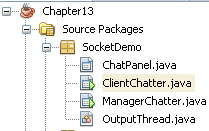 Chapter13
Source Packages
SocketDemo
ChatPanel.java
ClientChatter.java
ManagerChatter.java
OutputThread.java